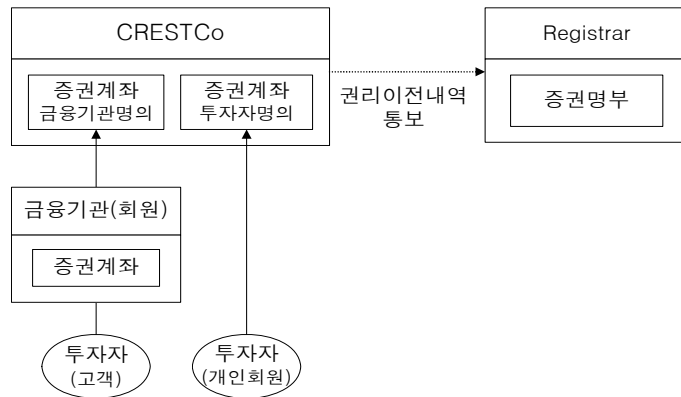 CRESTCo
Registrar
증권계좌
금융기관명의
증권계좌
투자자명의
권리이전내역
통보
증권명부
금융기관(회원)
증권계좌
투자자
(고객)
투자자
(개인회원)